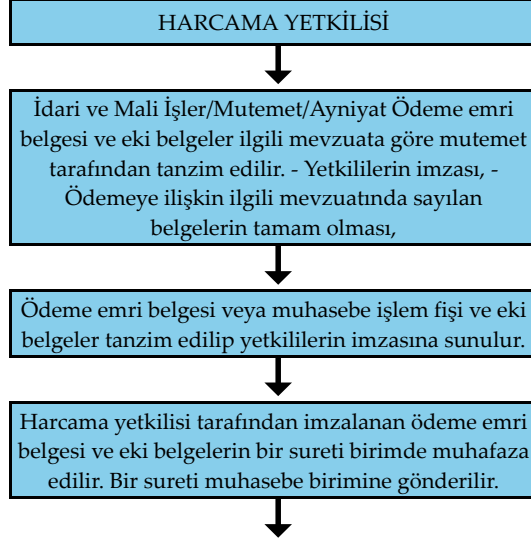 HARCAMA YETKİLİSİ
İdari ve Mali İşler/Mutemet/Ayniyat Ödeme emri
belgesi ve eki belgeler ilgili mevzuata göre mutemet
tarafından tanzim edilir. - Yetkililerin imzası, -
Ödemeye ilişkin ilgili mevzuatında sayılan
belgelerin tamam olması,
Ödeme emri belgesi veya muhasebe işlem fişi ve eki
belgeler tanzim edilip yetkililerin imzasına sunulur.
Harcama yetkilisi tarafından imzalanan ödeme emri
belgesi ve eki belgelerin bir sureti birimde muhafaza
edilir. Bir sureti muhasebe birimine gönderilir.